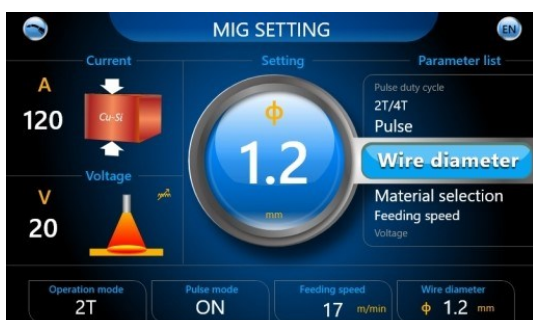 MIG SETTING
EN
Current
A
120
Cu-Si
Voltage
V
20
Setting
ϕ
1.2
mm
Parameter list
Pulse duty cycle
2T/4T
Pulse
Wire diameter
Material selection
Feeding speed
Voltage
Operation mode
2T
Pulse mode
ON
Feeding speed
17 m/min
Wire diameter
ϕ 1.2 mm